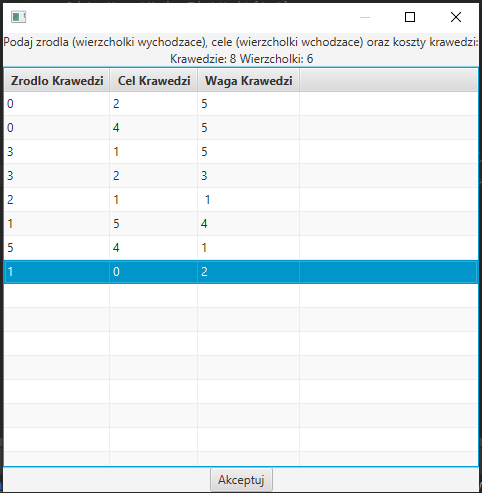 Podaj zrodla (wierzcholki wychodzace), cele (wierzcholki wchodzace) oraz koszty krawedzi:
Krawedzie: 8 Wierzcholki: 6
Zrodlo Krawedzi Cel Krawedzi Waga Krawedzi
0 2 5
0 4 5
3 1 5
3 2 3
2 1 1
1 5 4
5 4 1
1 0 2
Akceptuj